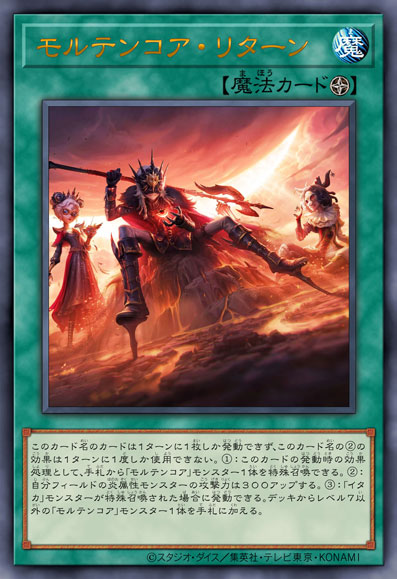 モルテンコア・リターン
魔
【魔法カード】
このカード名のカードは1ターンに1枚しか発動できず、このカード名の②の
効果は1ターンに1度しか使用できない。①：このカードの発動時の効果
処理として、手札から「モルテンコア」モンスター1体を特殊召喚できる。②：
自分フィールドの炎属性モンスターの攻撃力は300アップする。③：「イタ
カ」モンスターが特殊召喚された場合に発動できる。デッキからレベル7以
外の「モルテンコア」モンスター1体を手札に加える。
©スタジオ・ダイス／集英社・テレビ東京・KONAMI